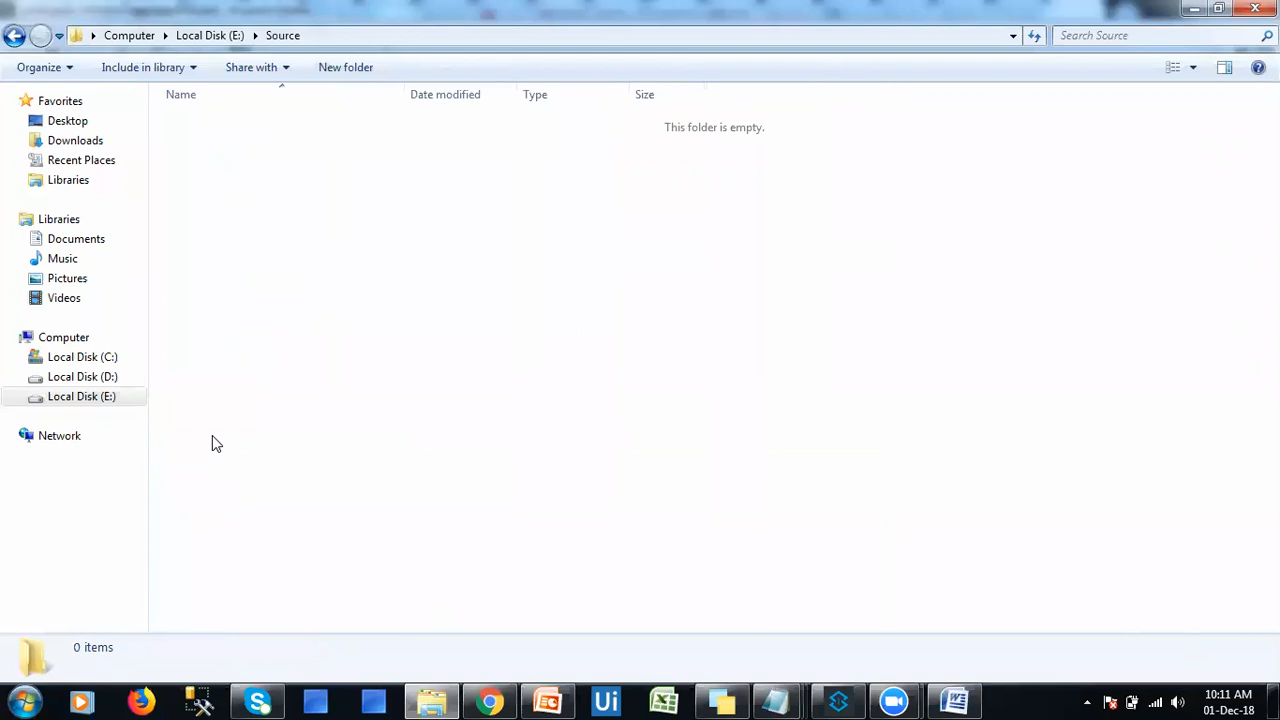 Computer Local Disk (E:) Source
Search Source
Organize Include in library Share with New folder
Name Date modified Type Size
This folder is empty.
Favorites
Desktop
Downloads
Recent Places
Libraries
Libraries
Documents
Music
Pictures
Videos
Computer
Local Disk (C:)
Local Disk (D:)
Local Disk (E:)
Network
0 items
Ui
10:11 AM
01-Dec-18